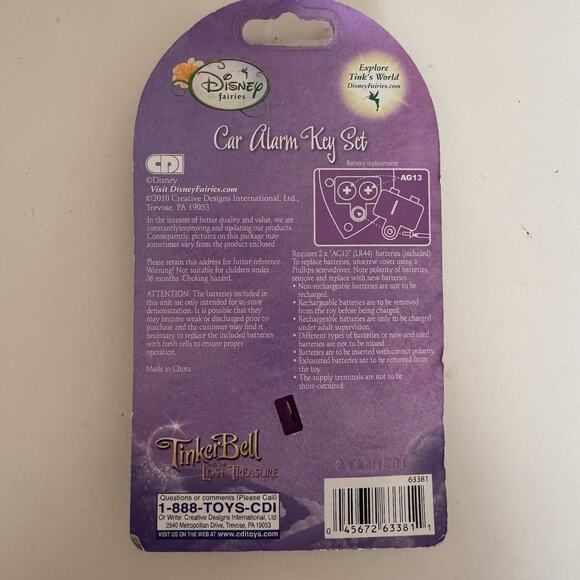 Disney
fairies
Explore
Tink's World
DisneyFairies.com
Car Alarm Key Set
CDI
©Disney
Visit DisneyFairies.com
©2010 Creative Designs International, Ltd.,
Trevose, PA 19053
In the interest of better quality and value, we are
constantly improving and updating our products.
Consequently, pictures on this package may
sometimes vary from the product enclosed.
Please retain this address for future reference.
Warning! Not suitable for children under
36 months. Choking hazard.
ATTENTION: The batteries included in
this unit are only intended for in-store
demonstration. It is possible that they
may become weak or discharged prior to
purchase and the customer may find it
necessary to replace the included batteries
with fresh cells to ensure proper
operation.
Made in China
Battery replacement
AG13
Requires 2 x "AG13" (LR44) batteries (included).
To replace batteries, unscrew cover using a
Phillips screwdriver. Note polarity of batteries,
remove and replace with new batteries.
• Non-rechargeable batteries are not to be
recharged.
• Rechargeable batteries are to be removed
from the toy before being charged.
• Rechargeable batteries are only to be charged
under adult supervision.
• Different types of batteries or new and used
batteries are not to be mixed.
• Batteries are to be inserted with correct polarity.
• Exhausted batteries are to be removed from
the toy.
• The supply terminals are not to be
short-circuited.
TinkerBell
AND THE
LOST TREASURE
Questions or comments (Please Call)
1-888-TOYS-CDI
Or Write: Creative Designs International, Ltd.
2540 Metropolitan Drive, Trevose, PA 19053
VISIT US ON THE WEB AT www.cditoys.com
63381
0 45672 63381 1